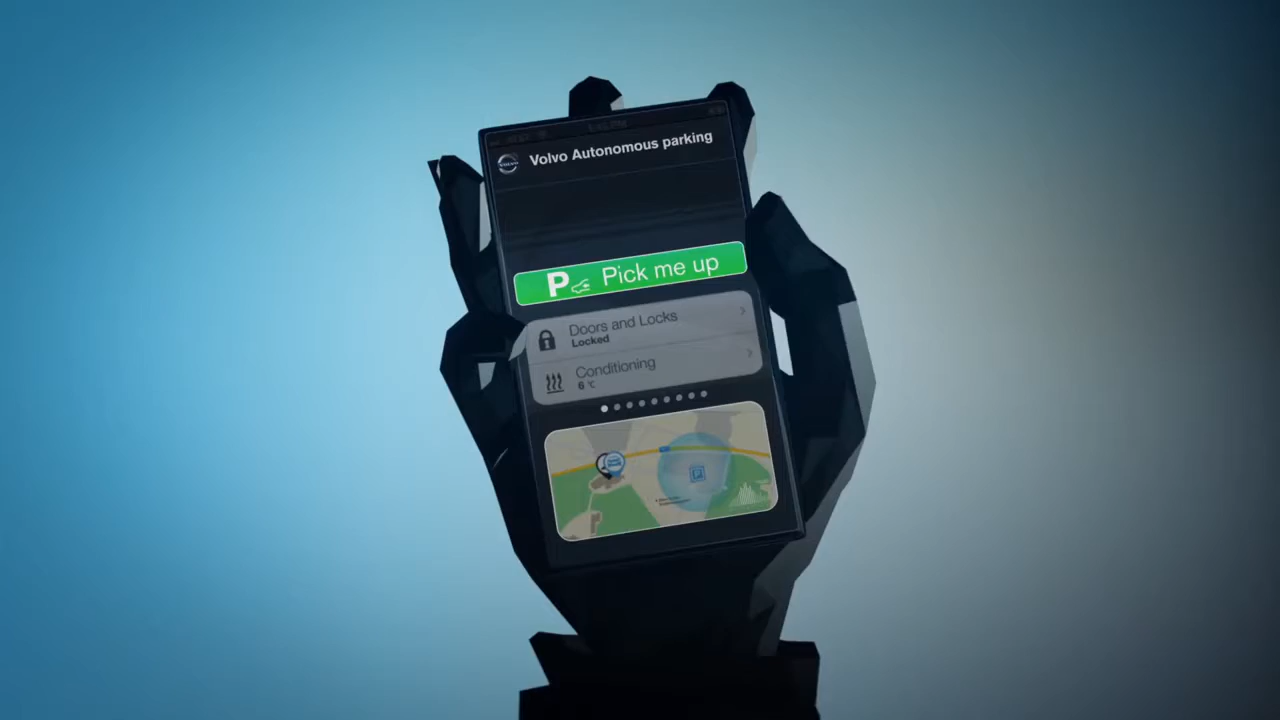 Volvo Autonomous parking
P Pick me up
Doors and Locks
Locked
Conditioning
6 °C